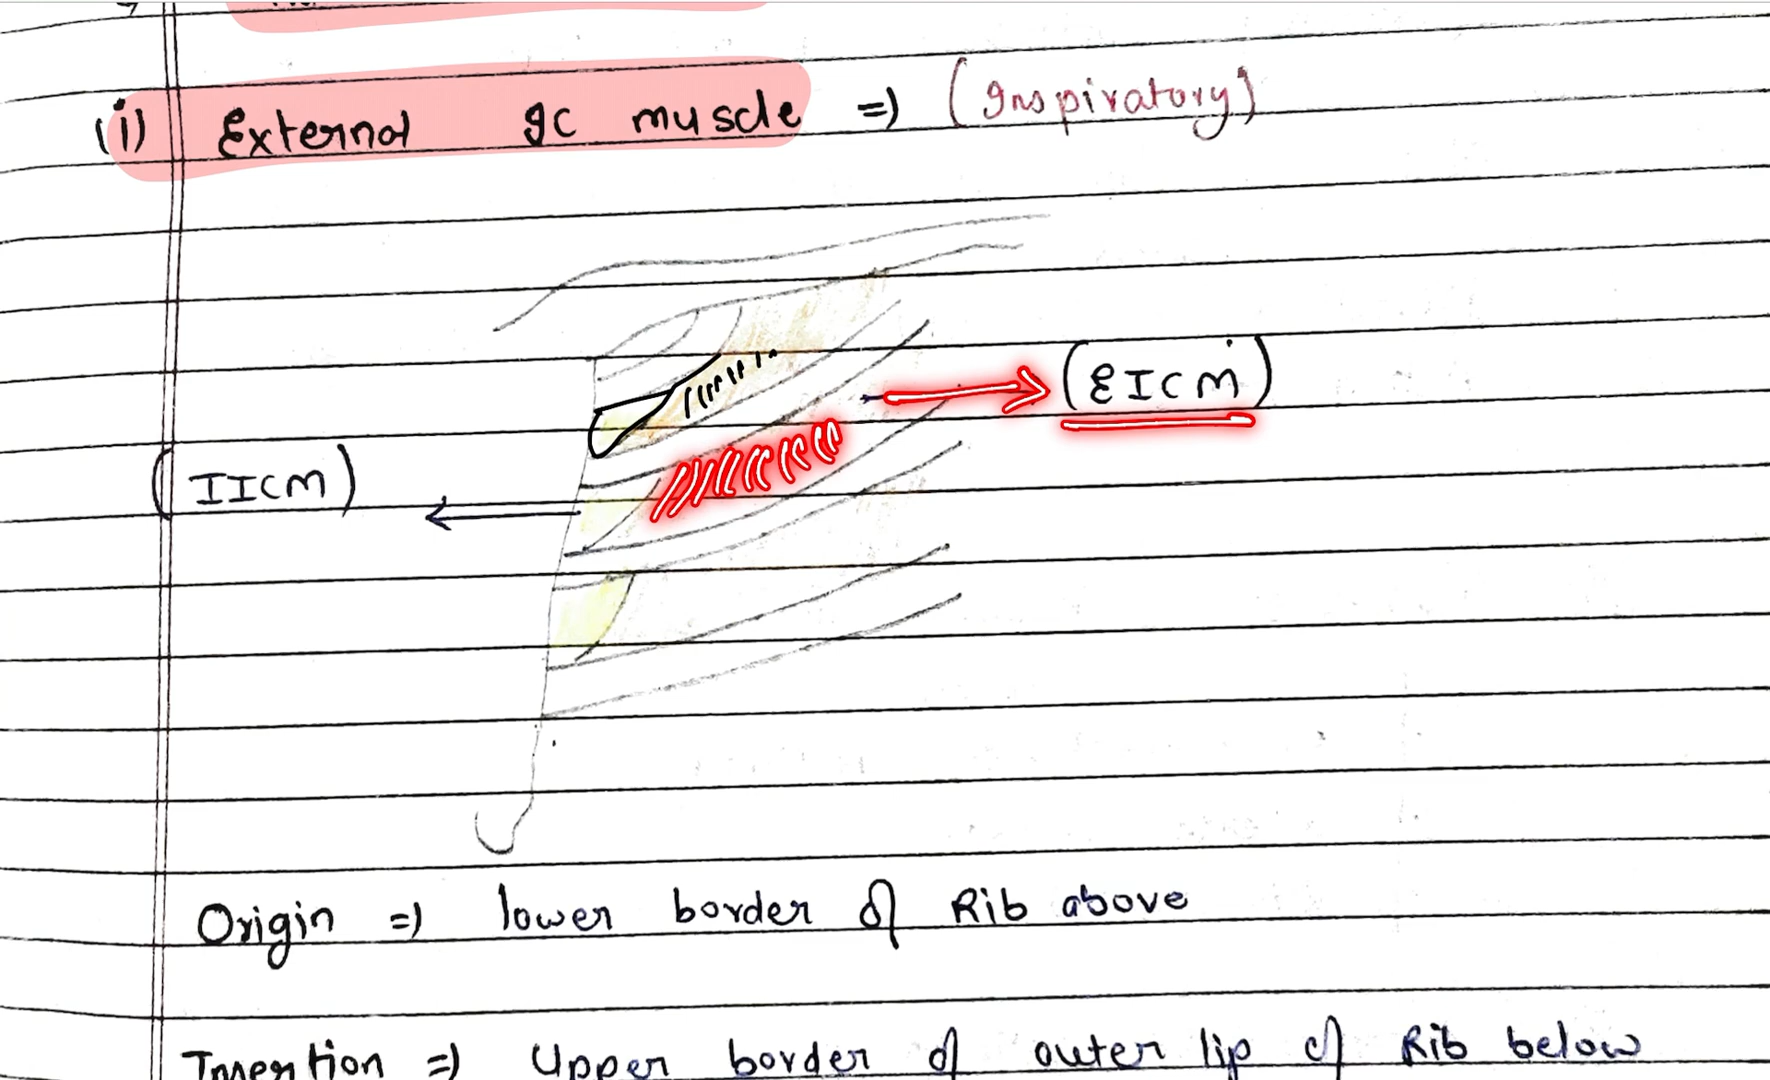 (i) External Ic muscle => (Inspiratory)
(EICM)
(IICM)
Origin => lower border of Rib above
Insertion => Upper border of outer lip of Rib below